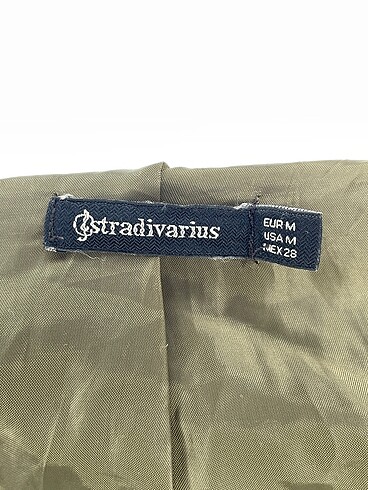 stradivarius
EUR M
USA M
MEX 28